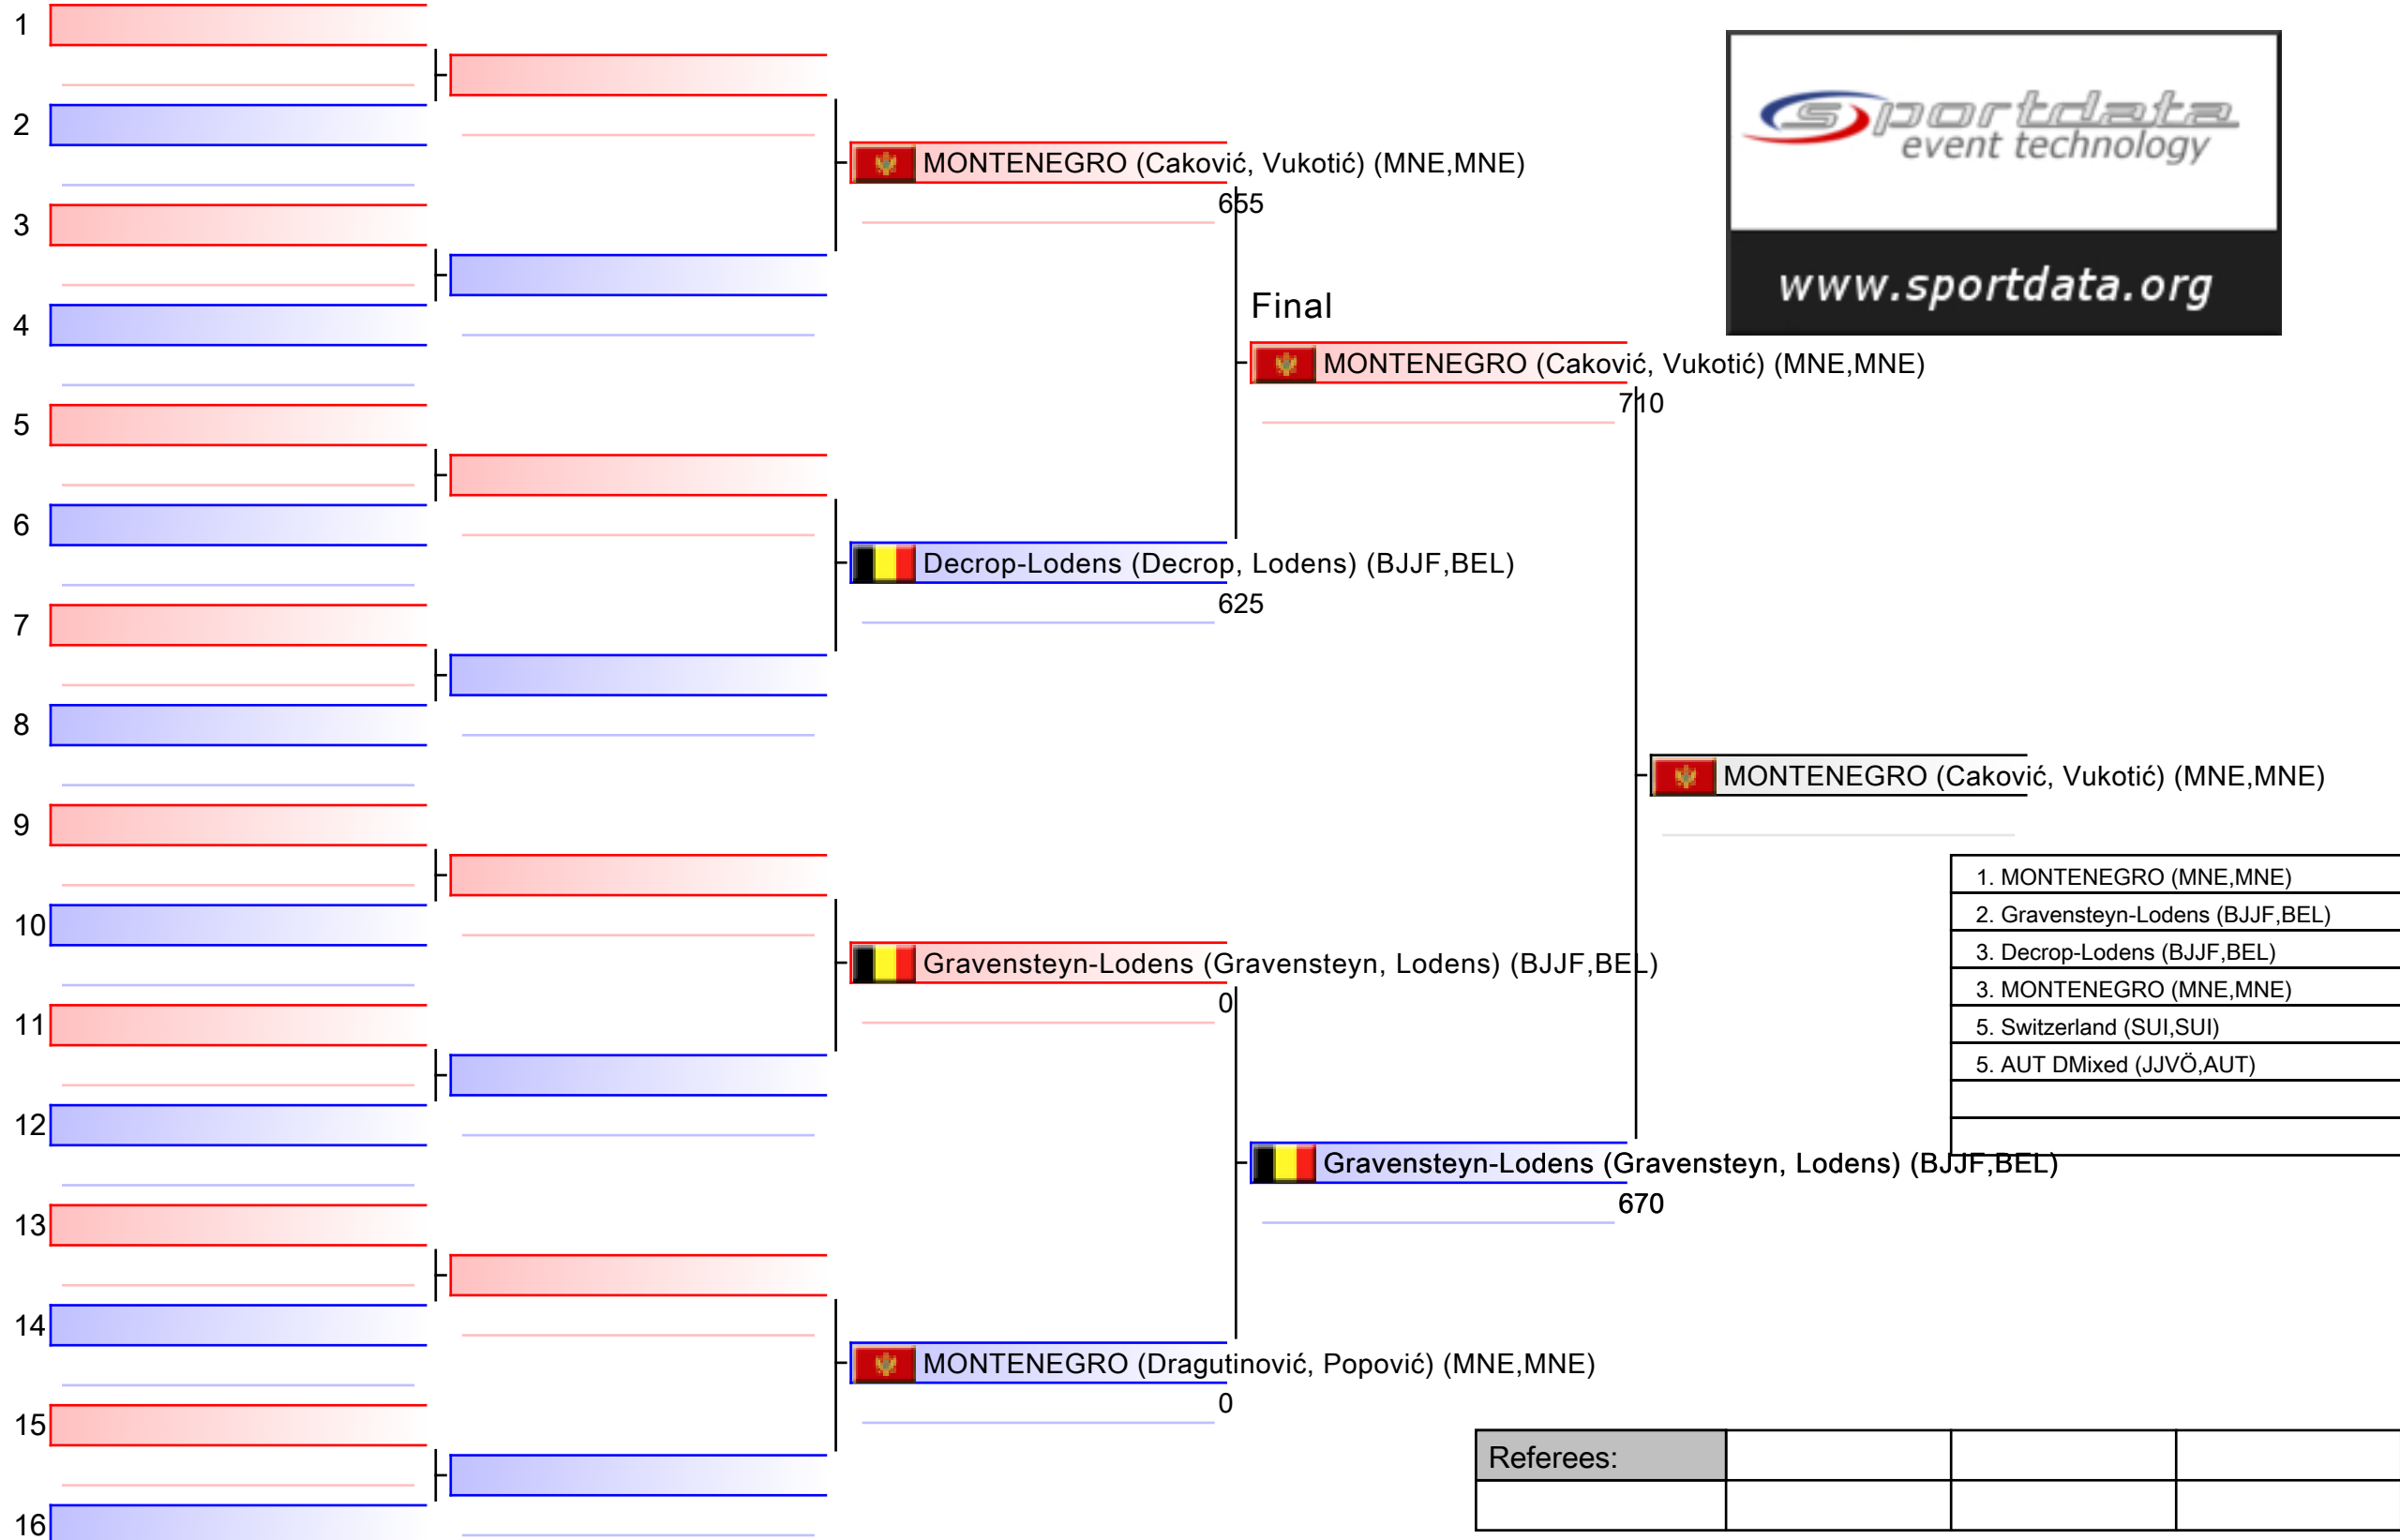 1
2
3
4
5
6
7
8
9
10
11
12
13
14
15
16
MONTENEGRO (Caković, Vukotić) (MNE,MNE)
655
Decrop-Lodens (Decrop, Lodens) (BJJF,BEL)
625
Gravensteyn-Lodens (Gravensteyn, Lodens) (BJJF,BEL)
0
MONTENEGRO (Dragutinović, Popović) (MNE,MNE)
0
Final
MONTENEGRO (Caković, Vukotić) (MNE,MNE)
710
Gravensteyn-Lodens (Gravensteyn, Lodens) (BJJF,BEL)
670
MONTENEGRO (Caković, Vukotić) (MNE,MNE)
sportdata
event technology
www.sportdata.org
1. MONTENEGRO (MNE,MNE)
2. Gravensteyn-Lodens (BJJF,BEL)
3. Decrop-Lodens (BJJF,BEL)
3. MONTENEGRO (MNE,MNE)
5. Switzerland (SUI,SUI)
5. AUT DMixed (JJVÖ,AUT)
Referees: